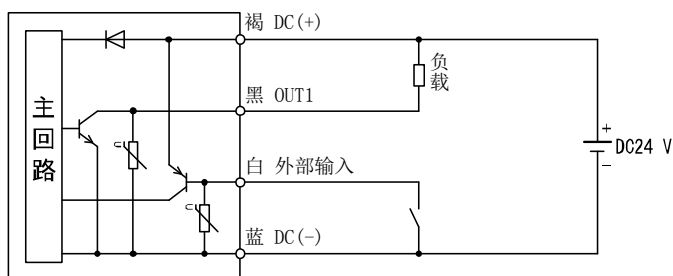 褐 DC(+)
负载
主回路
黑 OUT1
+
DC24 V
−
白 外部输入
U
U
蓝 DC(−)